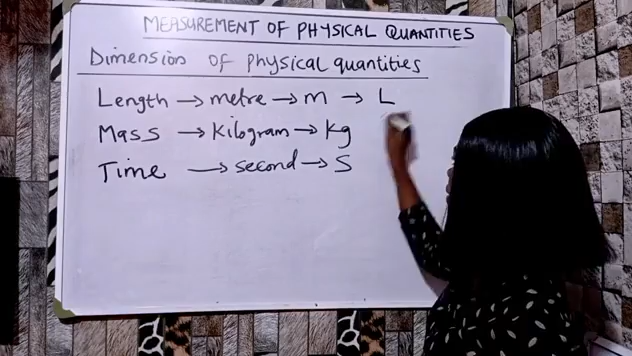 MEASUREMENT OF PHYSICAL QUANTITIES
Dimension of physical quantities
Length → metre → m → L
Mass → Kilogram → Kg
Time → second → S